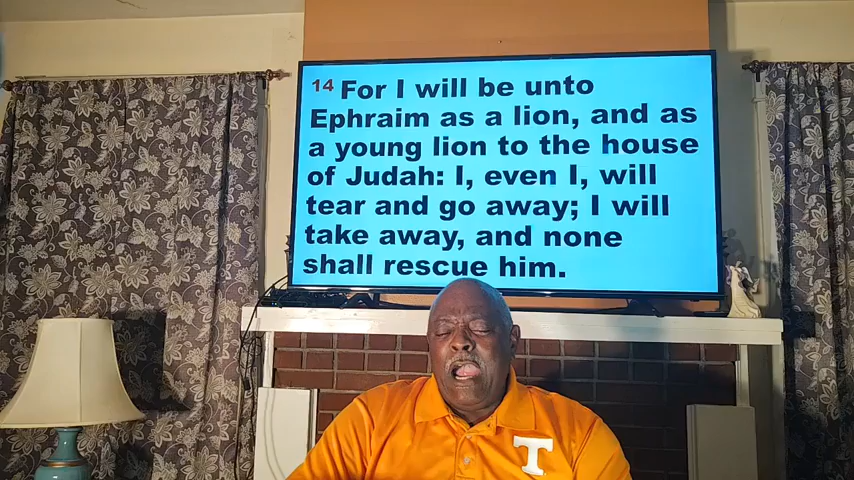 14 For I will be unto
Ephraim as a lion, and as
a young lion to the house
of Judah: I, even I, will
tear and go away; I will
take away, and none
shall rescue him.
T